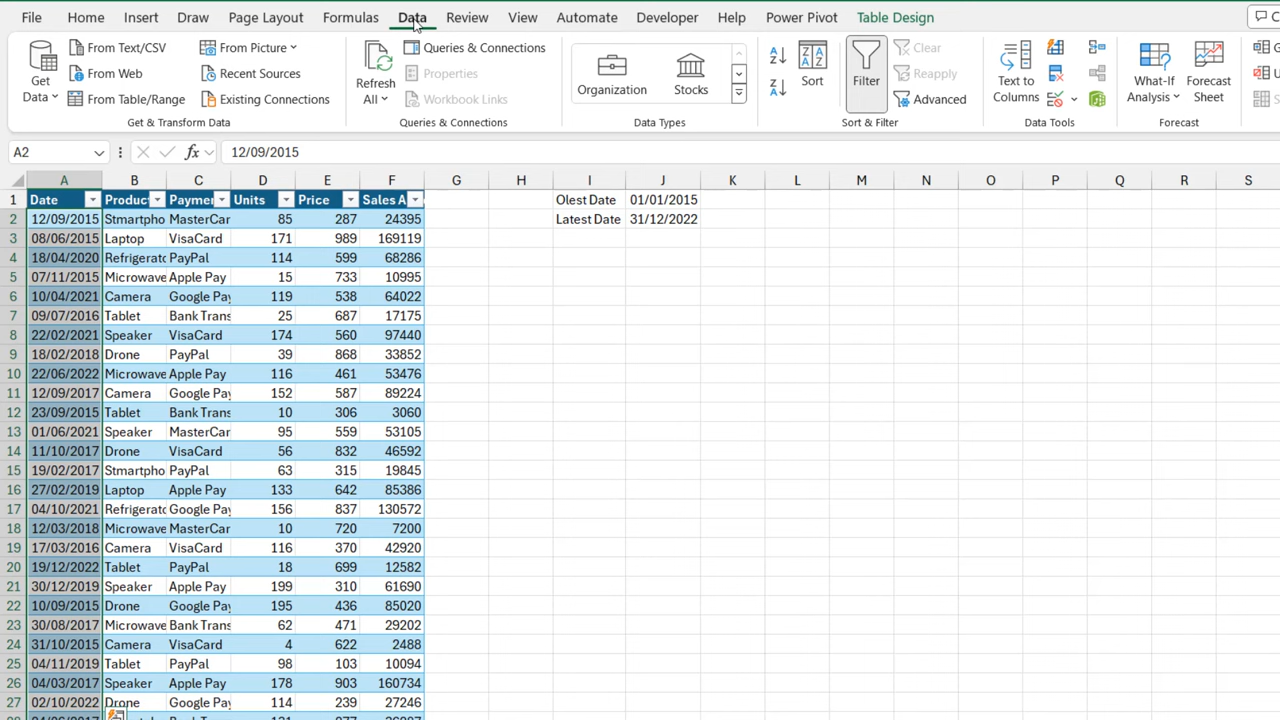 File Home Insert Draw Page Layout Formulas Data Review View Automate Developer Help Power Pivot Table Design
From Text/CSV From Picture Queries & Connections Clear
From Web Recent Sources Properties Reapply
Get Data Refresh All Organization Stocks Sort Filter Text to Columns What-If Analysis Forecast Sheet
From Table/Range Existing Connections Workbook Links Advanced
Get & Transform Data Queries & Connections Data Types Sort & Filter Data Tools Forecast
A2 fx 12/09/2015
A B C D E F G H I J K L M N O P Q R S
1 Date Product Paymer Units Price Sales A Olest Date 01/01/2015
2 12/09/2015 Stmartpho MasterCar 85 287 24395 Latest Date 31/12/2022
3 08/06/2015 Laptop VisaCard 171 989 169119
4 18/04/2020 Refrigerato PayPal 114 599 68286
5 07/11/2015 Microwave Apple Pay 15 733 10995
6 10/04/2021 Camera Google Pay 119 538 64022
7 09/07/2016 Tablet Bank Trans 25 687 17175
8 22/02/2021 Speaker VisaCard 174 560 97440
9 18/02/2018 Drone PayPal 39 868 33852
10 22/06/2022 Microwave Apple Pay 116 461 53476
11 12/09/2017 Camera Google Pay 152 587 89224
12 23/09/2015 Tablet Bank Trans 10 306 3060
13 01/06/2021 Speaker MasterCar 95 559 53105
14 11/10/2017 Drone VisaCard 56 832 46592
15 19/02/2017 Stmartpho PayPal 63 315 19845
16 27/02/2019 Laptop Apple Pay 133 642 85386
17 04/10/2021 Refrigerato Google Pay 156 837 130572
18 12/03/2018 Microwave MasterCar 10 720 7200
19 17/03/2016 Camera VisaCard 116 370 42920
20 19/12/2022 Tablet PayPal 18 699 12582
21 30/12/2019 Speaker Apple Pay 199 310 61690
22 10/09/2015 Drone Google Pay 195 436 85020
23 30/08/2017 Microwave Bank Trans 62 471 29202
24 31/10/2015 Camera VisaCard 4 622 2488
25 04/11/2019 Tablet PayPal 98 103 10094
26 04/03/2017 Speaker Apple Pay 178 903 160734
27 02/10/2022 Drone Google Pay 114 239 27246